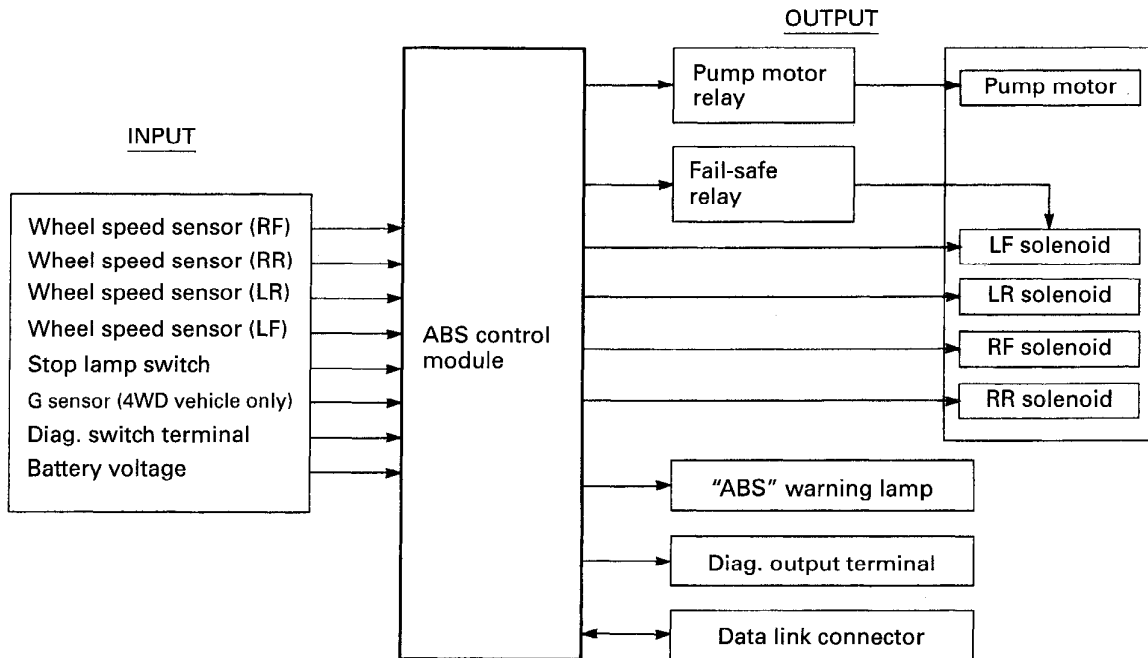 OUTPUT
INPUT
Wheel speed sensor (RF)
Wheel speed sensor (RR)
Wheel speed sensor (LR)
Wheel speed sensor (LF)
Stop lamp switch
G sensor (4WD vehicle only)
Diag. switch terminal
Battery voltage
ABS control
module
Pump motor
relay
Pump motor
Fail-safe
relay
LF solenoid
LR solenoid
RF solenoid
RR solenoid
“ABS” warning lamp
Diag. output terminal
Data link connector